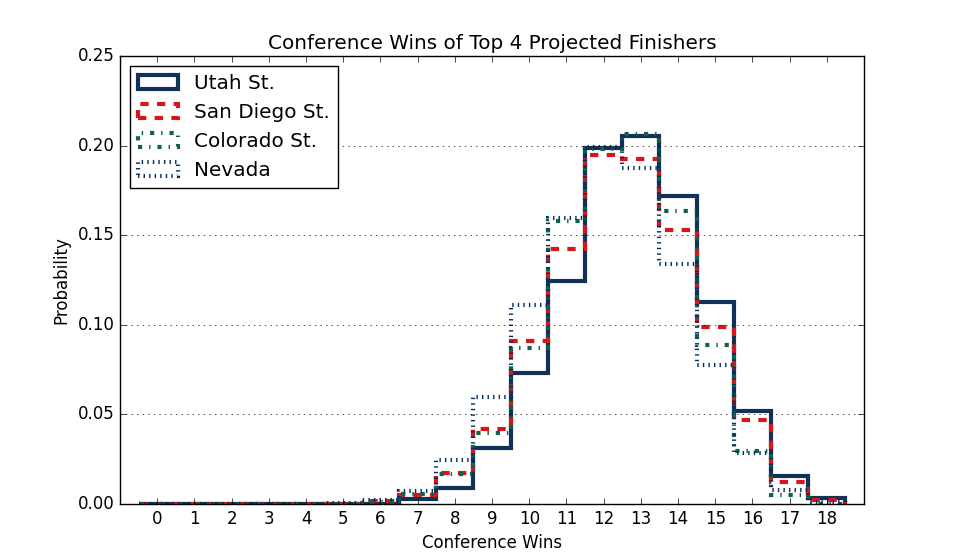 Conference Wins of Top 4 Projected Finishers
0.25
Utah St.
San Diego St.
Colorado St.
Nevada
0.20
0.15
Probability
0.10
0.05
0.00
0 1 2 3 4 5 6 7 8 9 10 11 12 13 14 15 16 17 18
Conference Wins